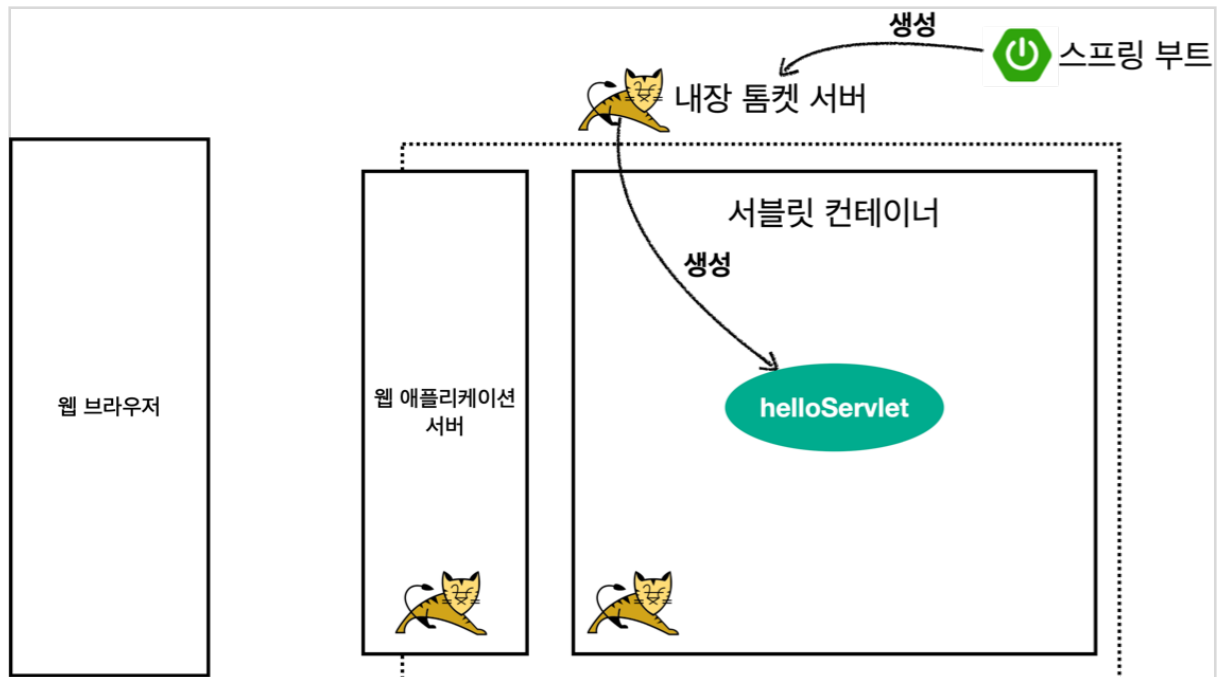 생성
스프링 부트
내장 톰켓 서버
서블릿 컨테이너
생성
웹 브라우저
웹 애플리케이션
서버
helloServlet